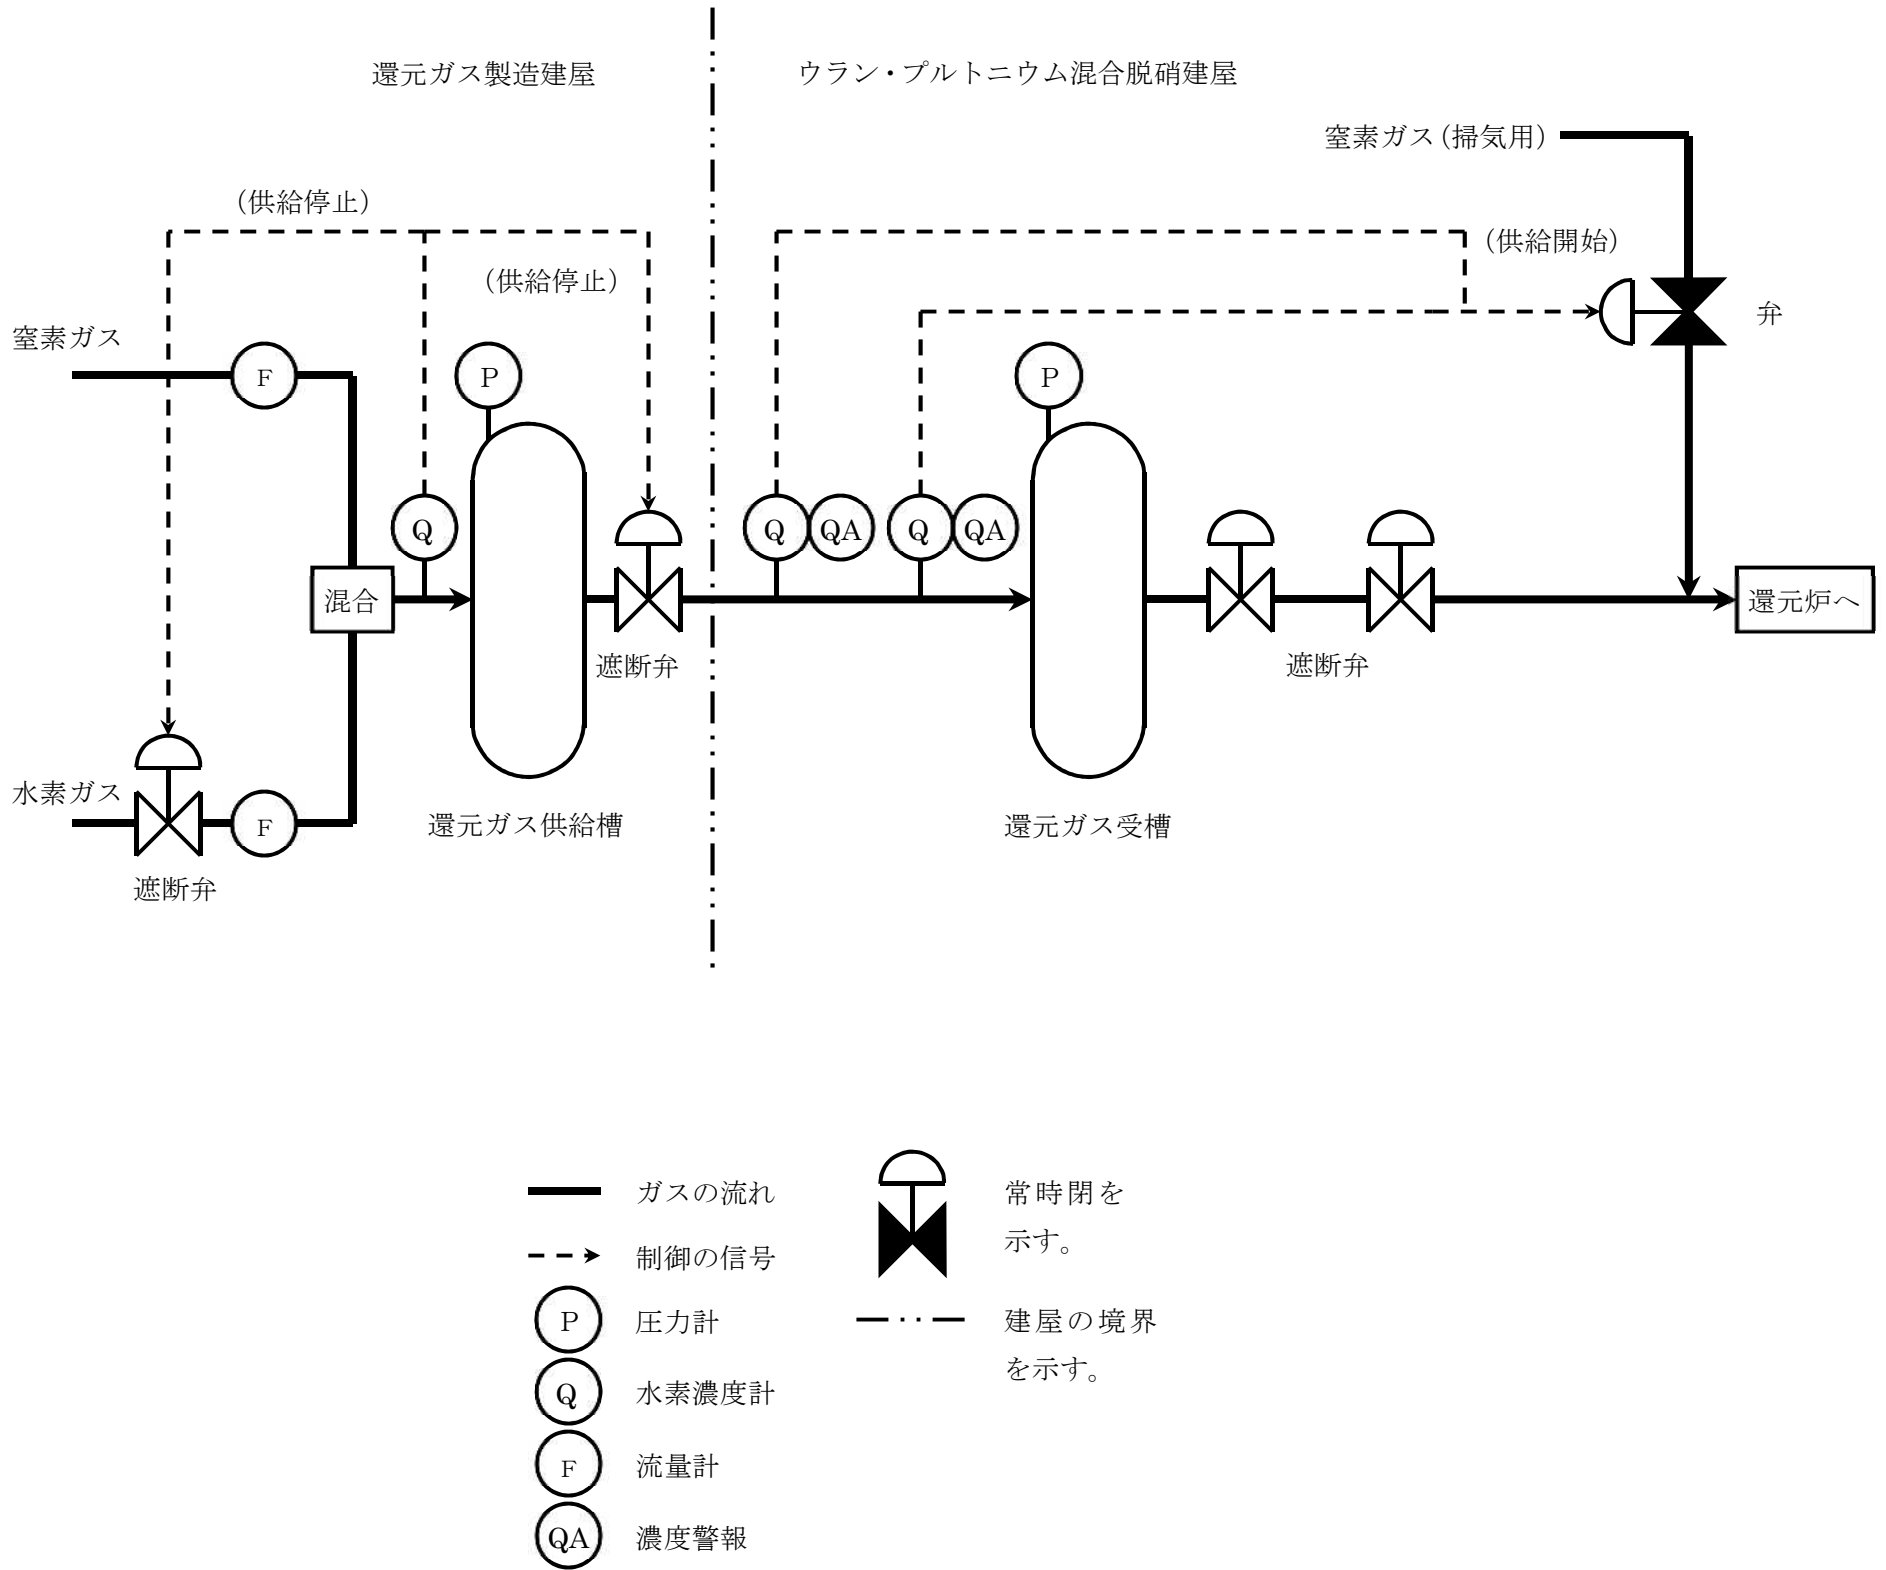 還元ガス製造建屋
ウラン・プルトニウム混合脱硝建屋
窒素ガス(掃気用)
(供給停止)
(供給開始)
(供給停止)
弁
窒素ガス
F
P
P
Q
Q
QA
Q
QA
混合
還元炉へ
遮断弁
遮断弁
水素ガス
F
還元ガス供給槽
還元ガス受槽
遮断弁
ガスの流れ
制御の信号
P
圧力計
Q
水素濃度計
F
流量計
QA
濃度警報
常時閉を
示す。
建屋の境界
を示す。